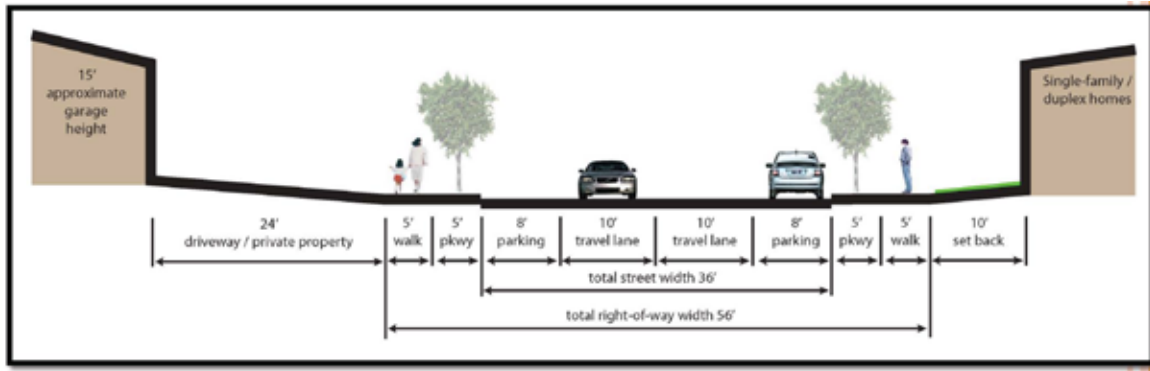 15'
approximate
garage
height
Single-family /
duplex homes
24'
driveway / private property
5'
walk
5'
pkwy
8'
parking
10'
travel lane
10'
travel lane
8'
parking
5'
pkwy
5'
walk
10'
set back
total street width 36'
total right-of-way width 56'